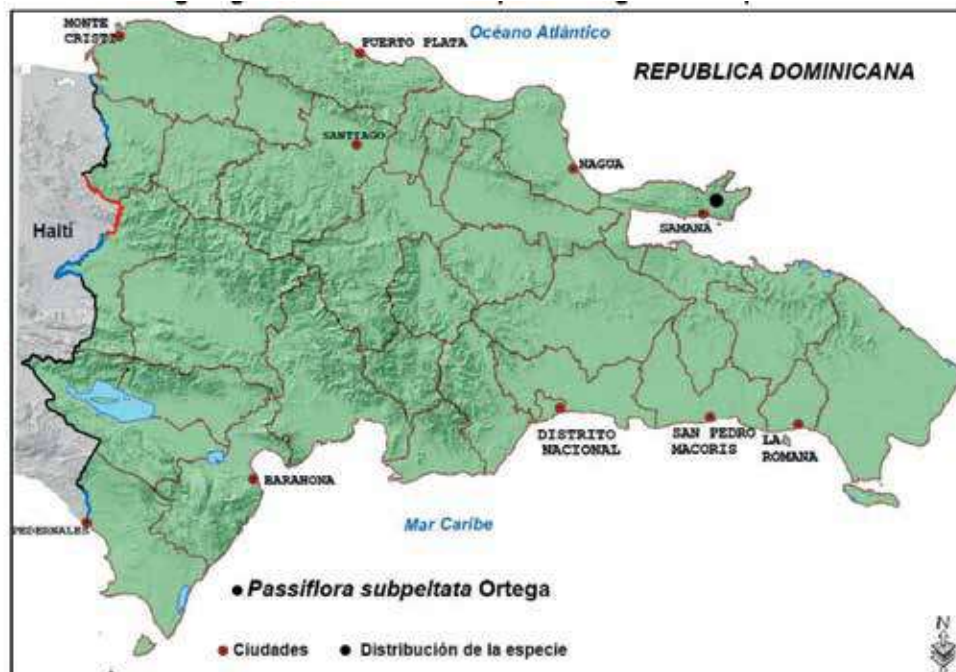 MONTE
CRISTI
PUERTO PLATA
Océano Atlántico
REPUBLICA DOMINICANA
SANTIAGO
NAGUA
Haití
SAMANA
DISTRITO
NACIONAL
SAN PEDRO
MACORIS
LA
ROMANA
BARAHONA
PEDERNALES
Mar Caribe
Passiflora subpeltata Ortega
Ciudades
Distribución de la especie
N